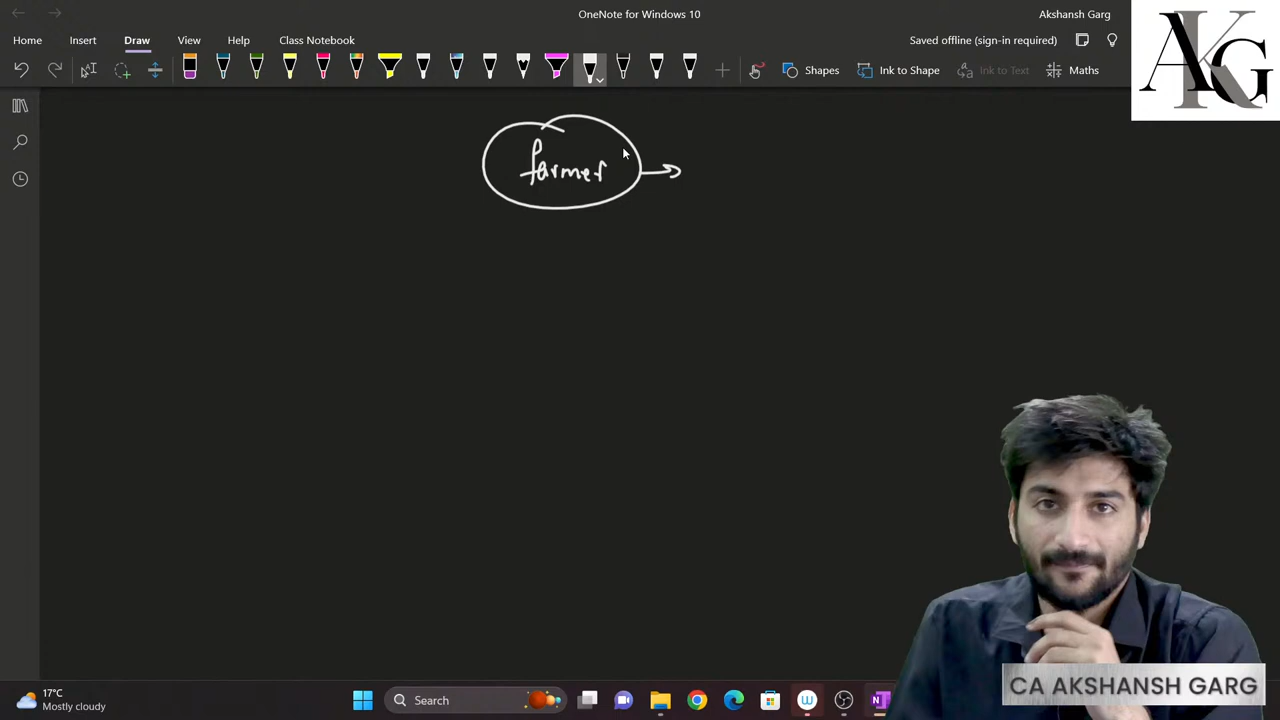 OneNote for Windows 10
Akshansh Garg
Home Insert Draw View Help Class Notebook
Saved offline (sign-in required)
Shapes Ink to Shape Ink to Text Maths
AKG
farmer
CA AKSHANSH GARG
17°C
Mostly cloudy
Search